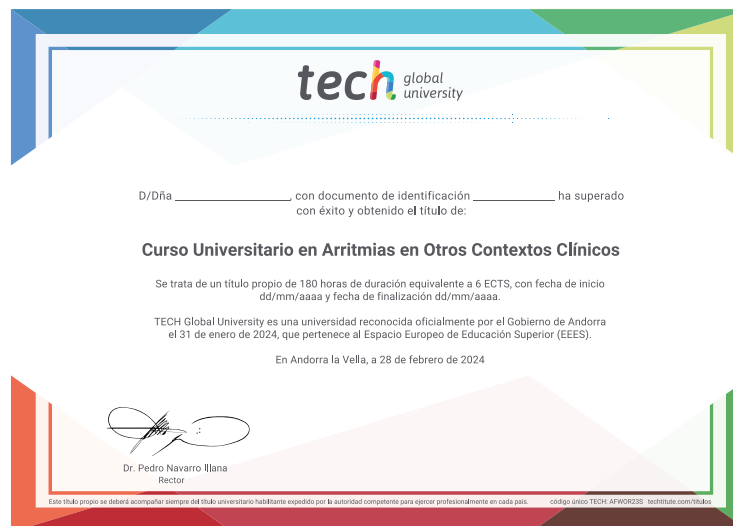 tech global university
D/Dña ______________, con documento de identificación ______________ ha superado
con éxito y obtenido el título de:
Curso Universitario en Arritmias en Otros Contextos Clínicos
Se trata de un título propio de 180 horas de duración equivalente a 6 ECTS, con fecha de inicio
dd/mm/aaaa y fecha de finalización dd/mm/aaaa.
TECH Global University es una universidad reconocida oficialmente por el Gobierno de Andorra
el 31 de enero de 2024, que pertenece al Espacio Europeo de Educación Superior (EEES).
En Andorra la Vella, a 28 de febrero de 2024
Dr. Pedro Navarro Illana
Rector
Este título propio se deberá acompañar siempre del título universitario habilitante expedido por la autoridad competente para ejercer profesionalmente en cada país. código único TECH: AFWOR23S techtitute.com/titulos